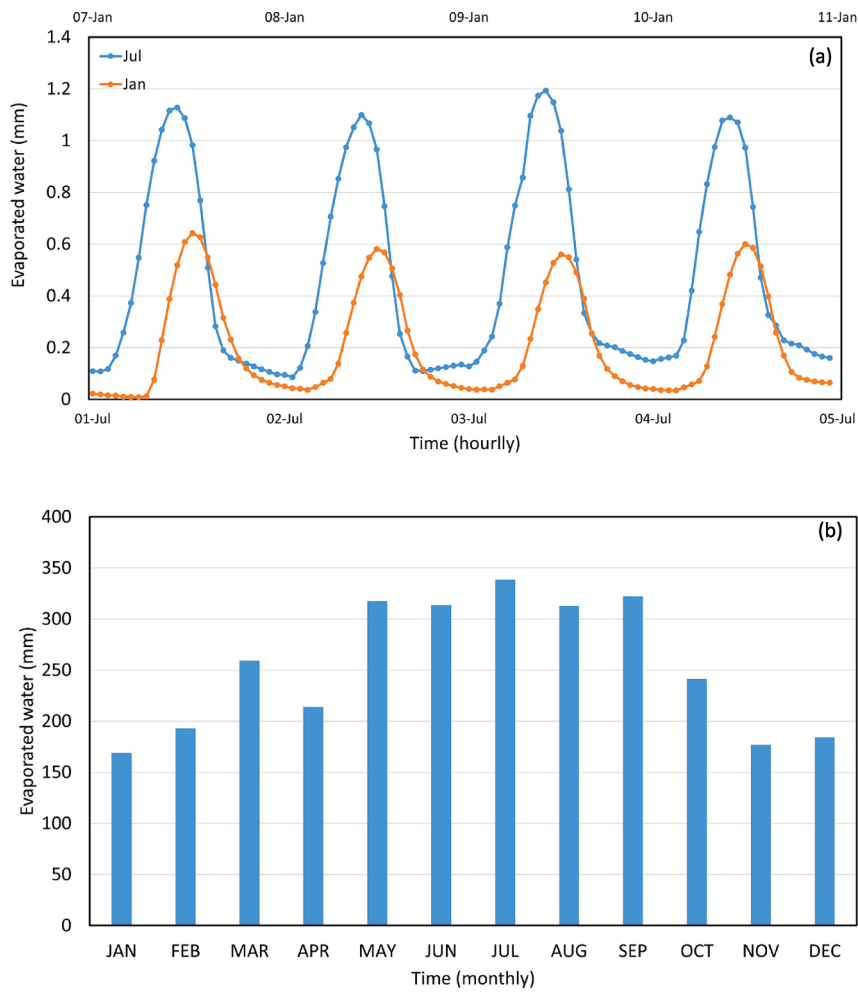 07-Jan 08-Jan 09-Jan 10-Jan 11-Jan
1.4
(a)
Jul
Jan
1.2
1
0.8
0.6
0.4
0.2
0
Evaporated water (mm)
01-Jul 02-Jul 03-Jul 04-Jul 05-Jul
Time (hourlly)
400
(b)
350
300
250
200
150
100
50
0
Evaporated water (mm)
JAN FEB MAR APR MAY JUN JUL AUG SEP OCT NOV DEC
Time (monthly)